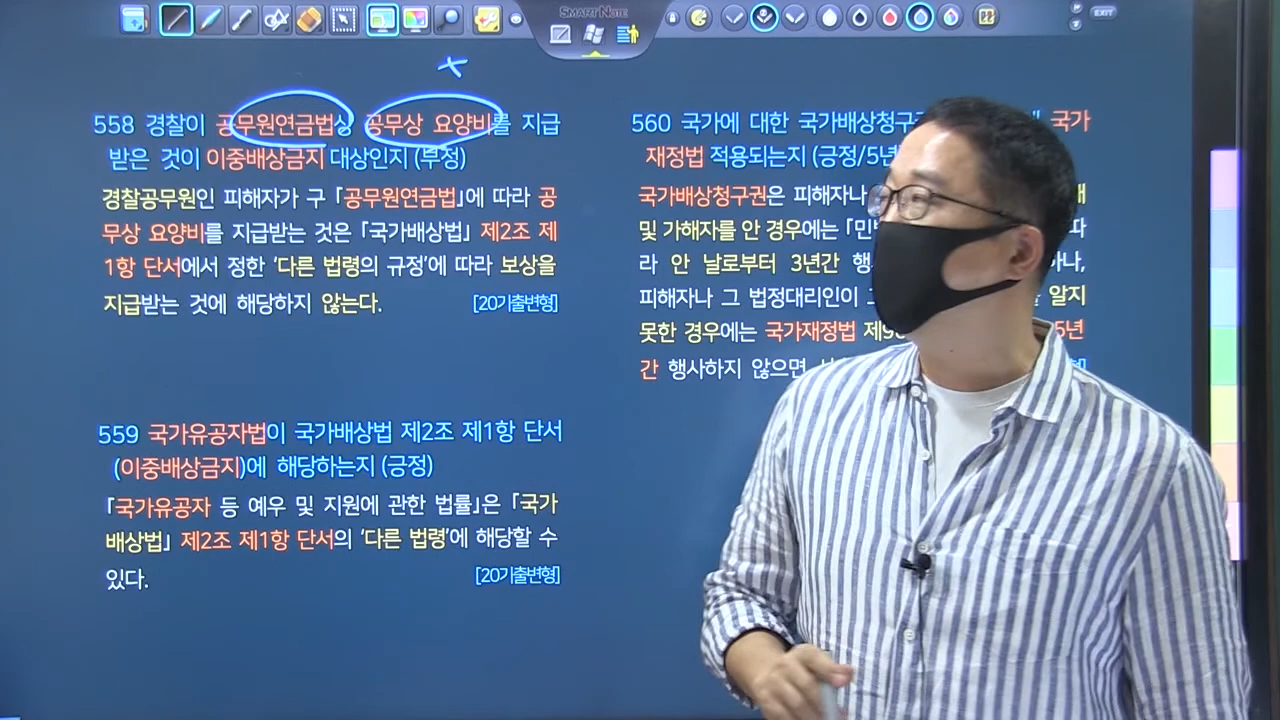 SMART NOTE
EXIT
558 경찰이 공무원연금법상 공무상 요양비를 지급
받은 것이 이중배상금지 대상인지 (부정)
경찰공무원인 피해자가 구 「공무원연금법」에 따라 공
무상 요양비를 지급받는 것은 「국가배상법」 제2조 제
1항 단서에서 정한 '다른 법령의 규정'에 따라 보상을
지급받는 것에 해당하지 않는다. [20기출변형]
559 국가유공자법이 국가배상법 제2조 제1항 단서
(이중배상금지)에 해당하는지 (긍정)
「국가유공자 등 예우 및 지원에 관한 법률」은 「국가
배상법」 제2조 제1항 단서의 '다른 법령'에 해당할 수
있다. [20기출변형]
560 국가에 대한 국가배상청구 국가
재정법 적용되는지 (긍정/5년
국가배상청구권은 피해자나
및 가해자를 안 경우에는
라 안 날로부터 3년간
피해자나 그 법정대리인이 알지
못한 경우에는 국가재정법 5년
간 행사하지 않으면